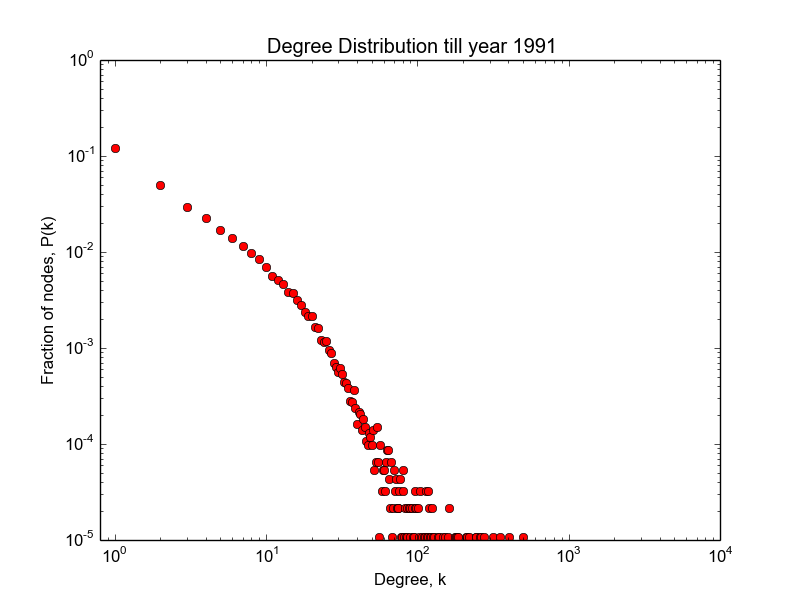 Degree Distribution till year 1991
Fraction of nodes, P(k)
10^0
10^-1
10^-2
10^-3
10^-4
10^-5
10^0 10^1 10^2 10^3 10^4
Degree, k